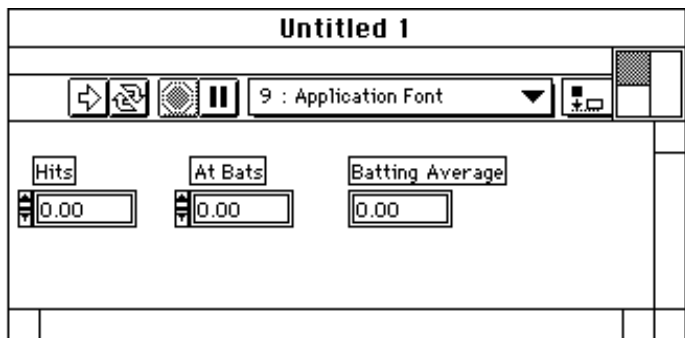 Untitled 1
9 : Application Font
Hits At Bats Batting Average
0.00 0.00 0.00